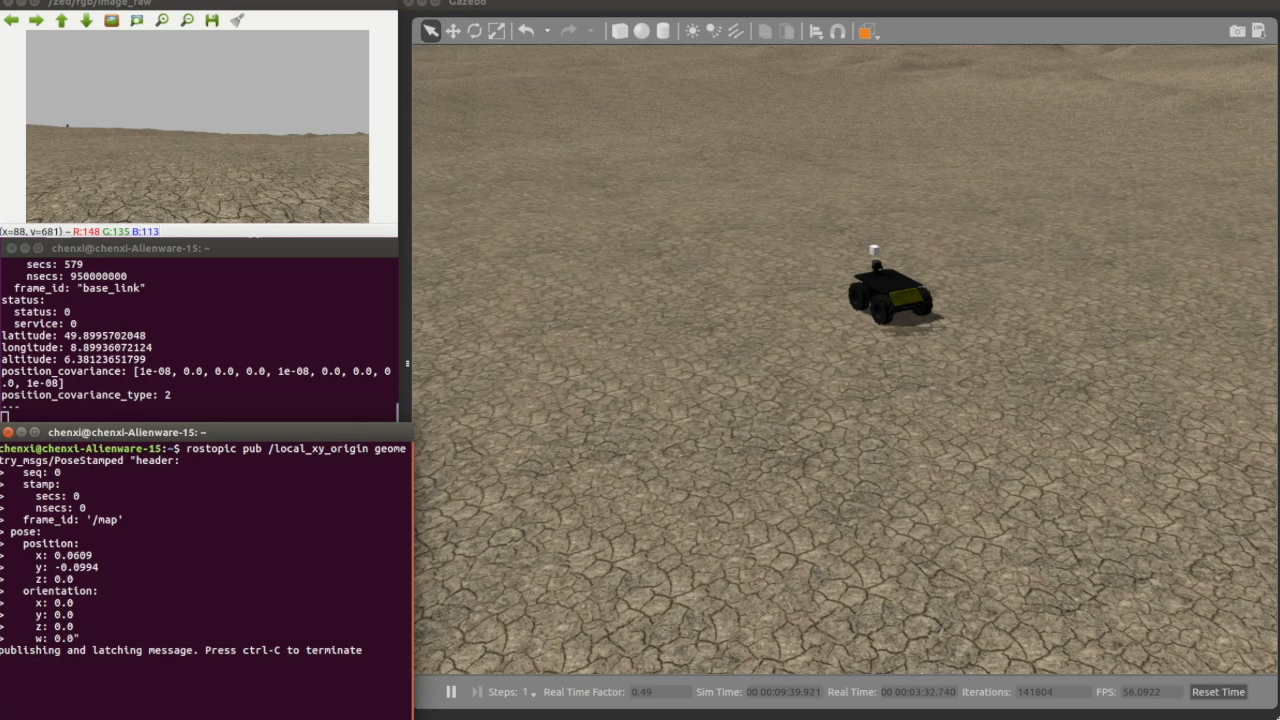 /zed/rgb/image_raw
Gazebo
(x=88, y=681) ~ R:148 G:135 B:113
chenxi@chenxi-Alienware-15: ~
secs: 579
nsecs: 950000000
frame_id: "base_link"
status:
status: 0
service: 0
latitude: 49.8995702048
longitude: 8.89936072124
altitude: 6.38123651799
position_covariance: [1e-08, 0.0, 0.0, 0.0, 1e-08, 0.0, 0.0, 0
.0, 1e-08]
position_covariance_type: 2
---
chenxi@chenxi-Alienware-15: ~
chenxi@chenxi-Alienware-15:~$ rostopic pub /local_xy_origin geome
try_msgs/PoseStamped "header:
>   seq: 0
>   stamp:
>     secs: 0
>     nsecs: 0
>   frame_id: '/map'
> pose:
>   position:
>     x: 0.0609
>     y: -0.0994
>     z: 0.0
>   orientation:
>     x: 0.0
>     y: 0.0
>     z: 0.0
>     w: 0.0"
publishing and latching message. Press ctrl-C to terminate
Steps: 1 Real Time Factor: 0.49 Sim Time: 00 00:09:39.921 Real Time: 00 00:03:32.740 Iterations: 141804 FPS: 56.0922 Reset Time